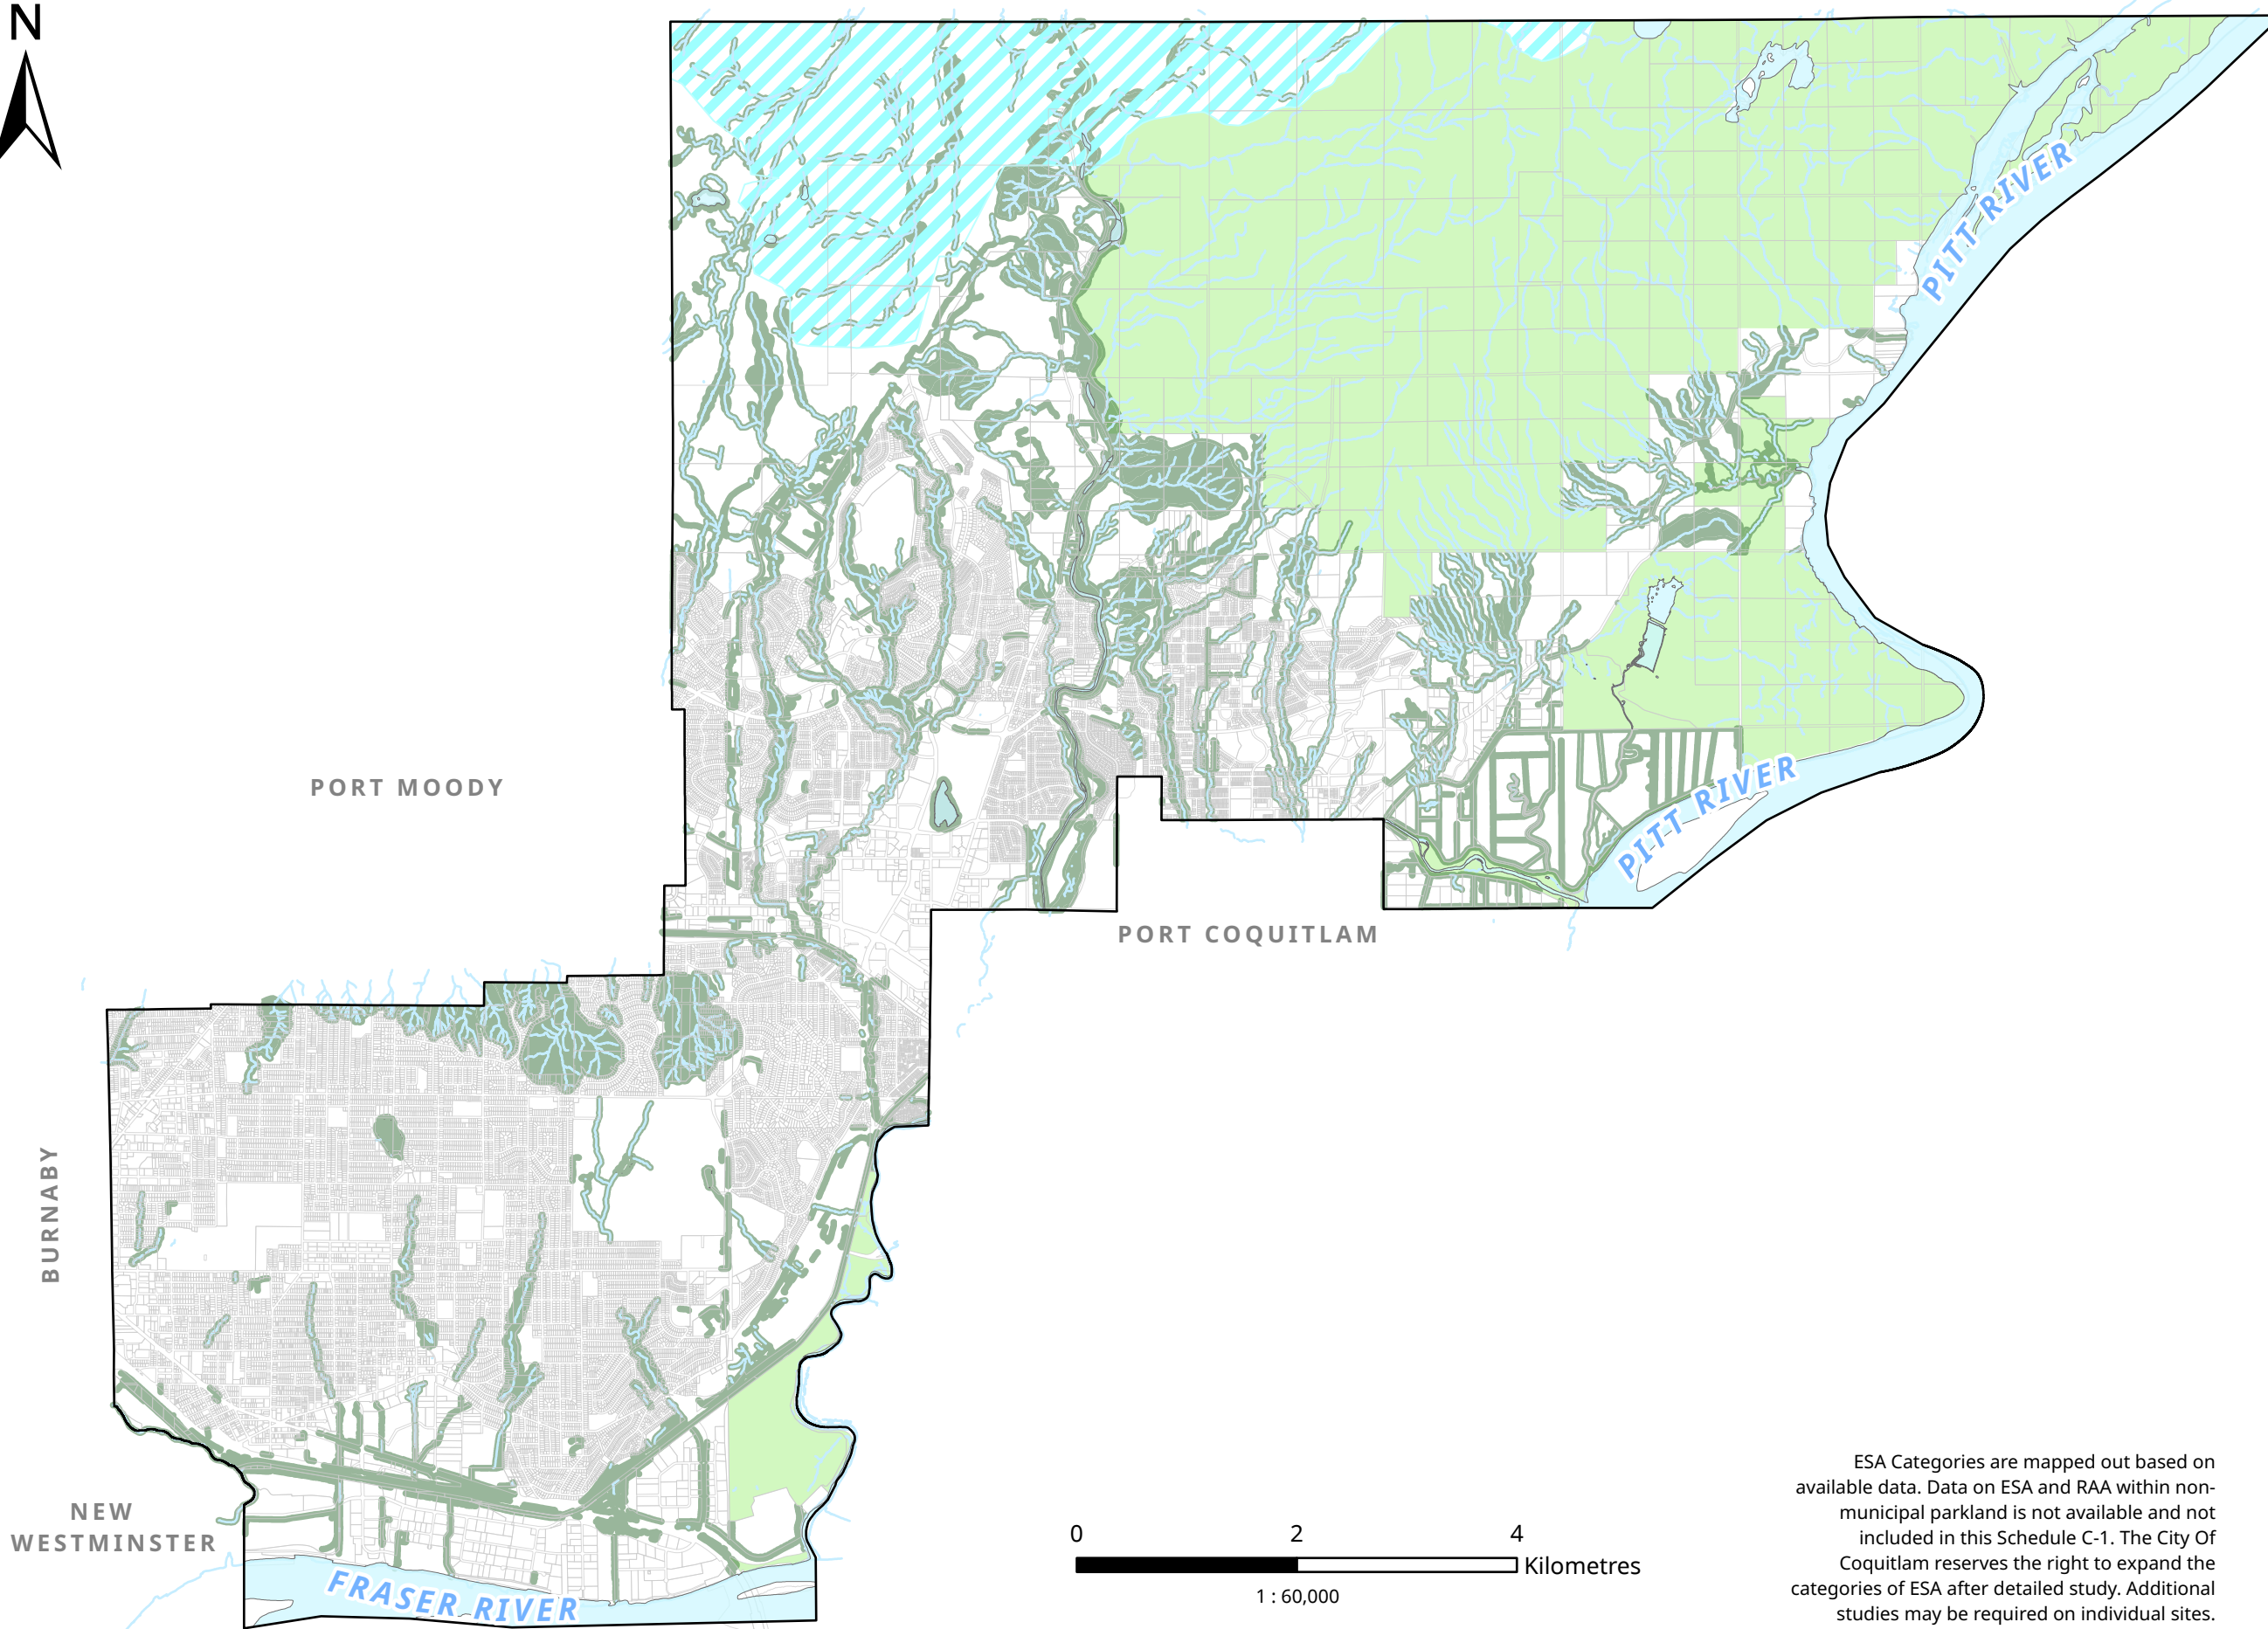 N
PITT RIVER
PORT MOODY
PITT RIVER
PORT COQUITLAM
BURNABY
NEW
WESTMINSTER
FRASER RIVER
0 2 4
Kilometres
1 : 60,000
ESA Categories are mapped out based on
available data. Data on ESA and RAA within non-
municipal parkland is not available and not
included in this Schedule C-1. The City Of
Coquitlam reserves the right to expand the
categories of ESA after detailed study. Additional
studies may be required on individual sites.